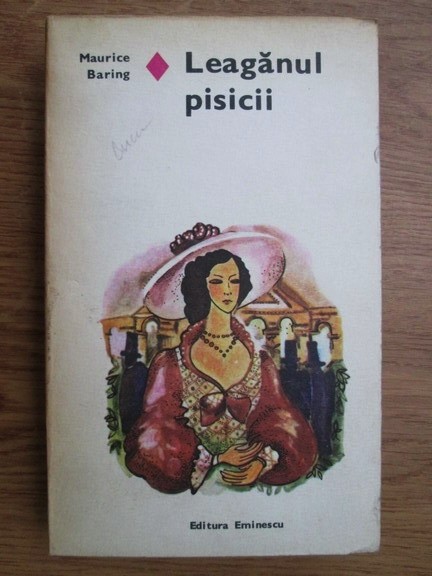 Maurice
Baring
Leagănul
pisicii
Editura Eminescu